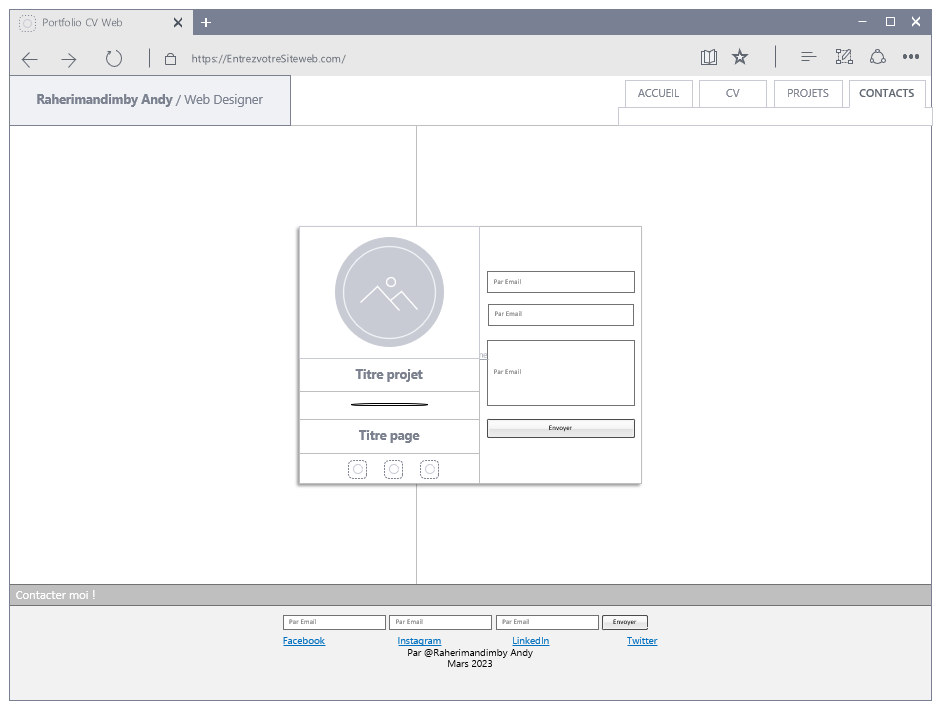 Portfolio CV Web
https://EntrezvotreSiteweb.com/
Raherimandimby Andy / Web Designer
ACCUEIL
CV
PROJETS
CONTACTS
Par Email
Par Email
Par Email
Envoyer
Titre projet
Titre page
Contacter moi !
Par Email
Par Email
Par Email
Envoyer
Facebook
Instagram
LinkedIn
Twitter
Par @Raherimandimby Andy
Mars 2023